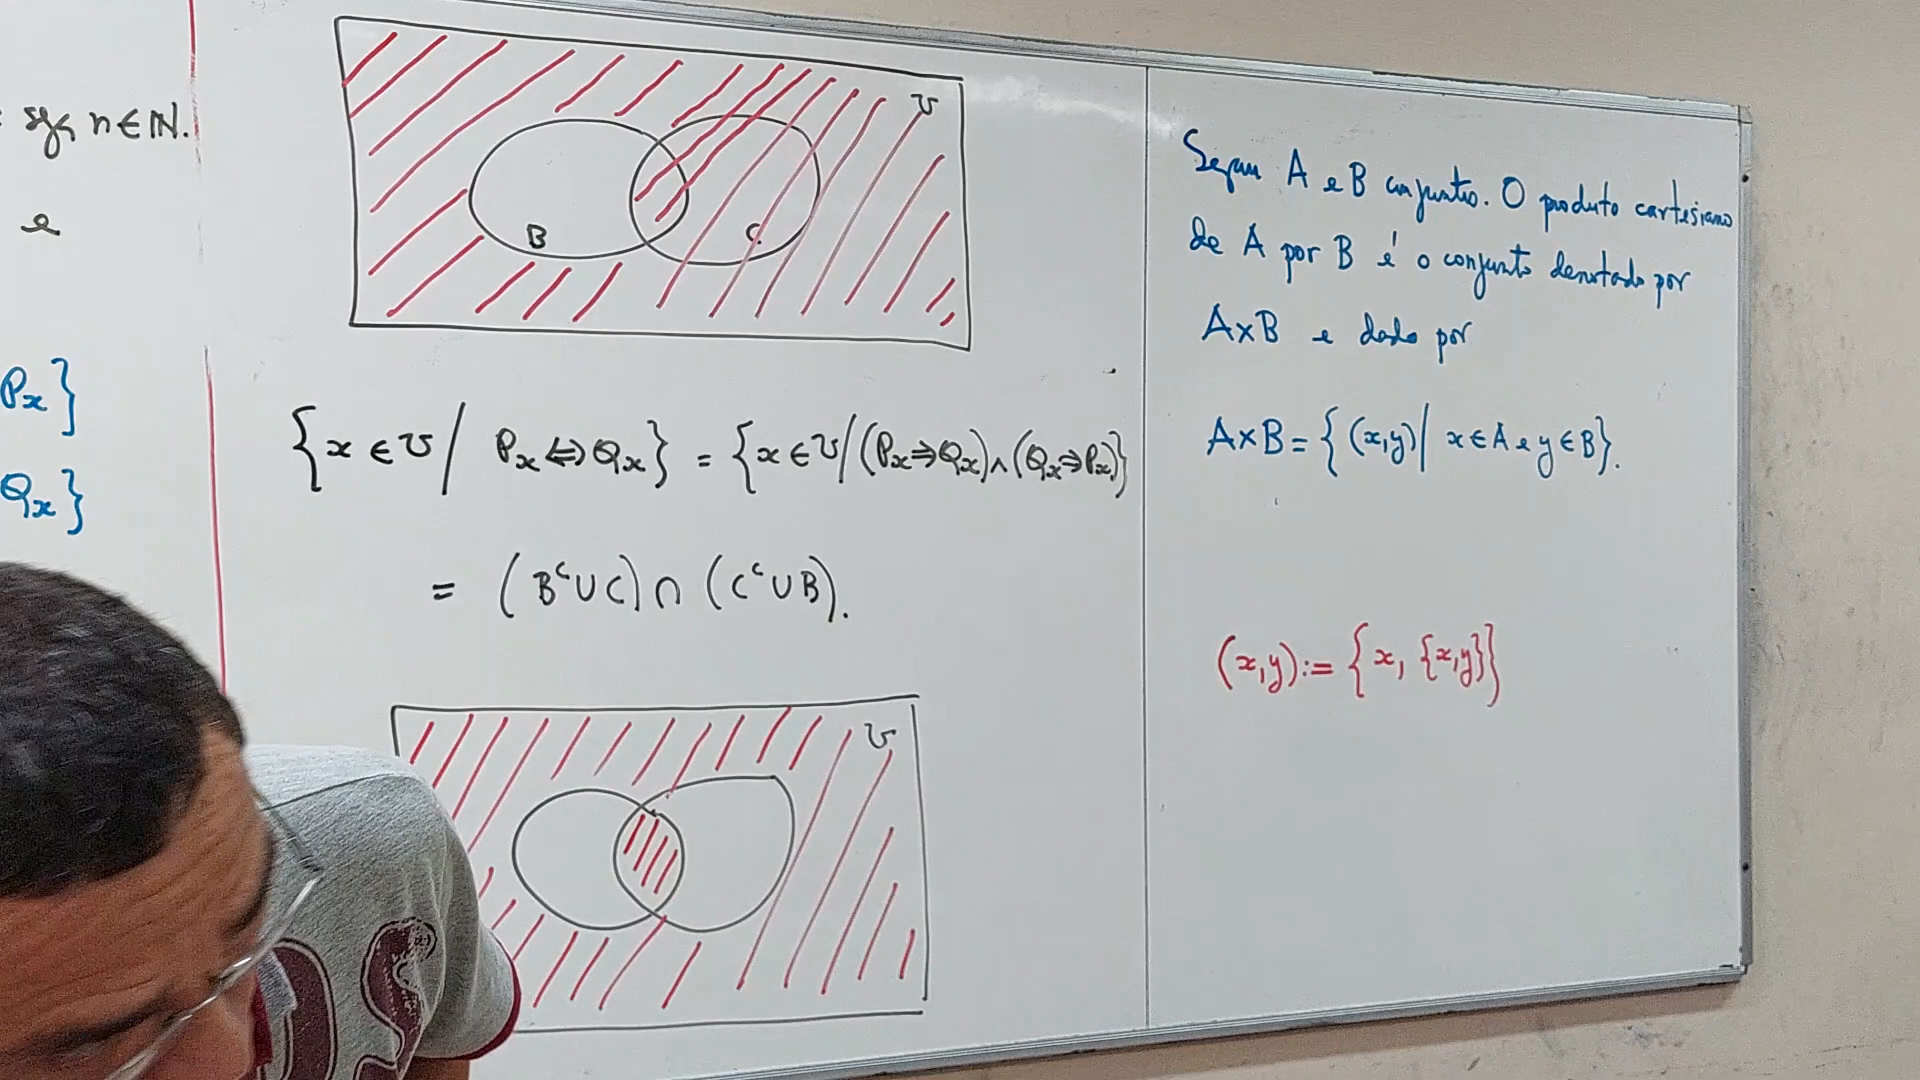 n ∈ ℕ.
e
Px}
Qx}
U
B
C
{x ∈ U / Px ⇔ Qx} = {x ∈ U / (Px ⇒ Qx) ∧ (Qx ⇒ Px)}
= (Bᶜ ∪ C) ∩ (Cᶜ ∪ B).
U
Sejam A e B conjuntos. O produto cartesiano
de A por B é o conjunto denotado por
A×B e dado por
A×B = {(x,y) / x ∈ A e y ∈ B}.
(x,y) := {x, {x,y}}